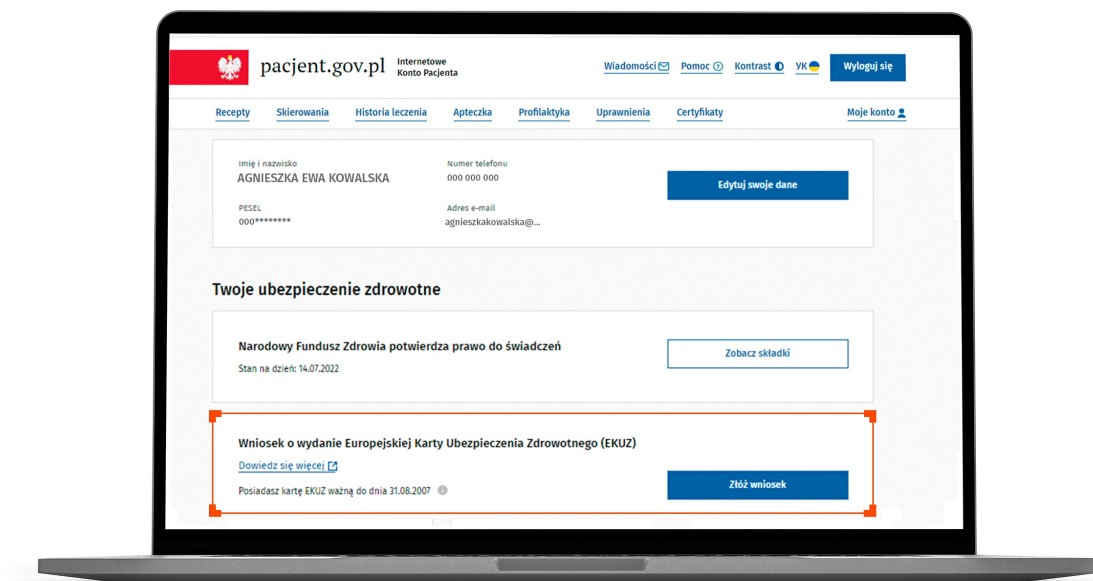 pacjent.gov.pl
Internetowe
Konto Pacjenta
Wiadomości Pomoc Kontrast УК Wyloguj się
Recepty Skierowania Historia leczenia Apteczka Profilaktyka Uprawnienia Certyfikaty Moje konto
Imię i nazwisko Numer telefonu
AGNIESZKA EWA KOWALSKA 000 000 000
Edytuj swoje dane
PESEL Adres e-mail
000******** agnieszkakowalska@...
Twoje ubezpieczenie zdrowotne
Narodowy Fundusz Zdrowia potwierdza prawo do świadczeń
Zobacz składki
Stan na dzień: 14.07.2022
Wniosek o wydanie Europejskiej Karty Ubezpieczenia Zdrowotnego (EKUZ)
Dowiedz się więcej
Złóż wniosek
Posiadasz kartę EKUZ ważną do dnia 31.08.2007